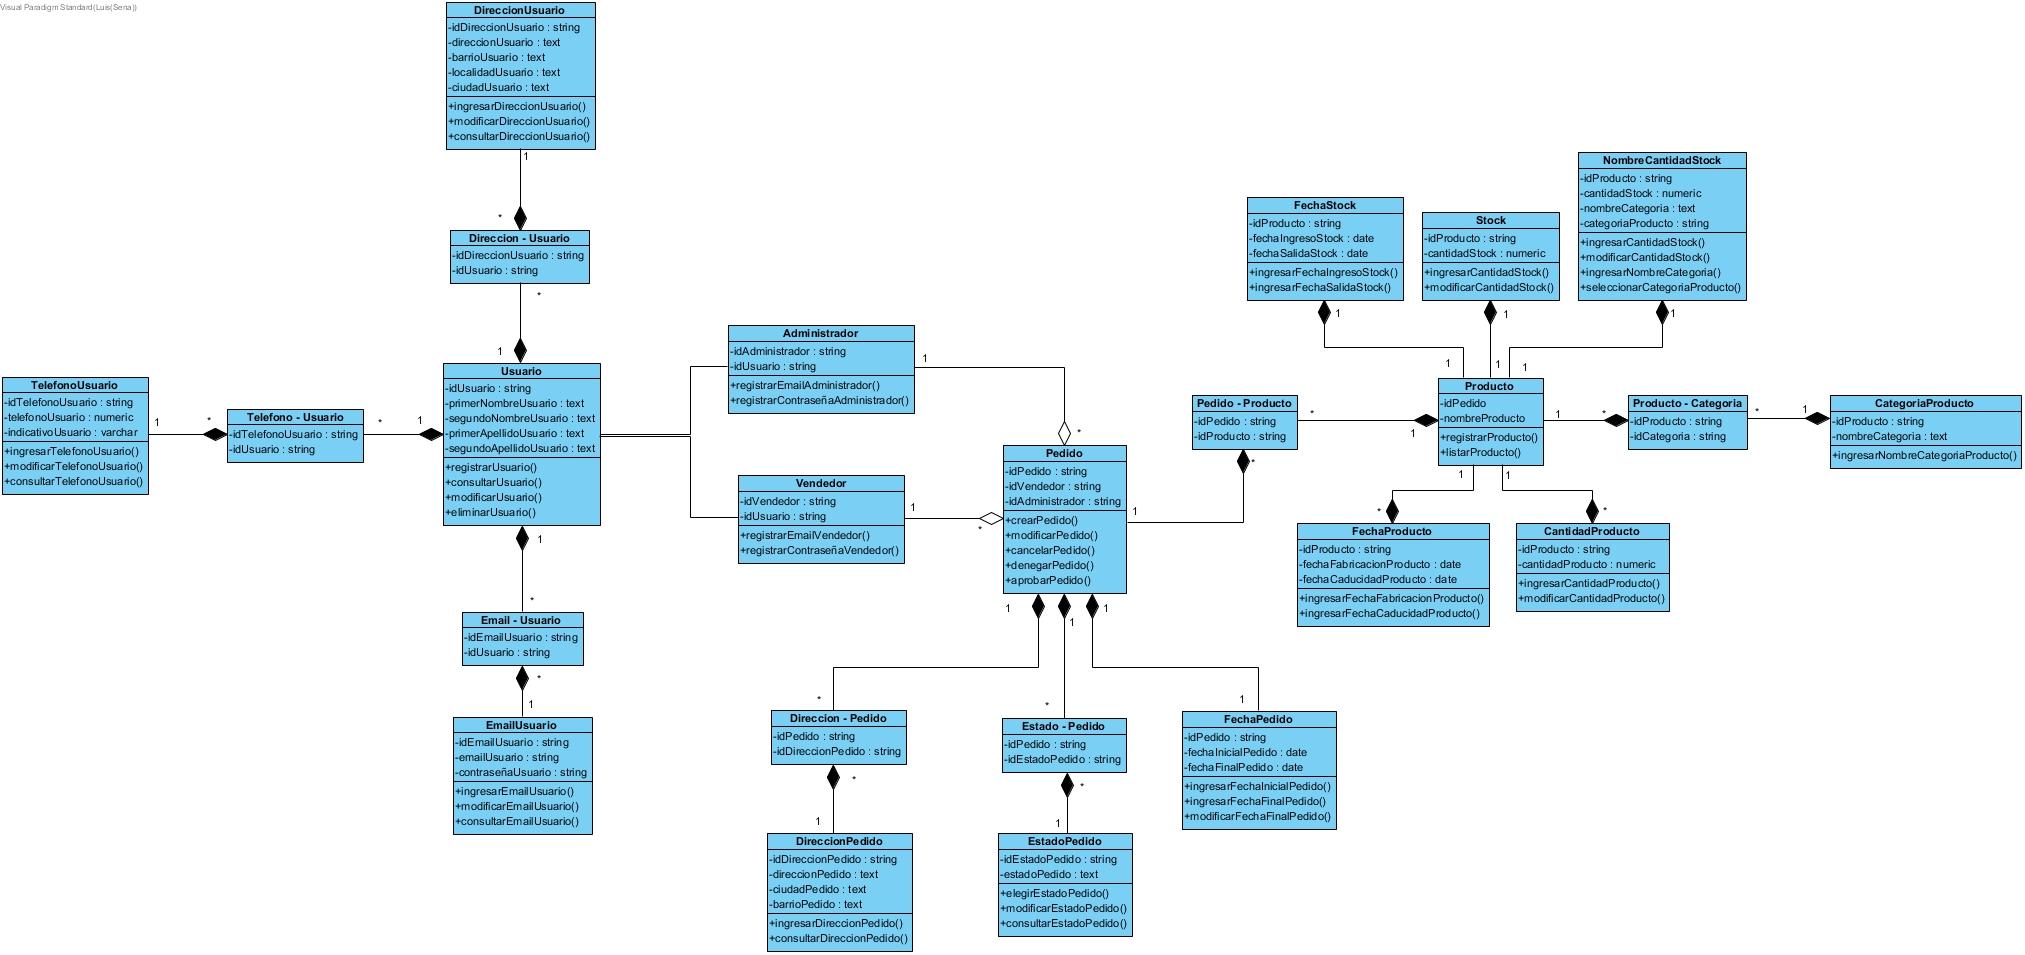 Visual Paradigm Standard(Luis(Sena))
DireccionUsuario
-idDireccionUsuario : string
-direccionUsuario : text
-barrioUsuario : text
-localidadUsuario : text
-ciudadUsuario : text
+ingresarDireccionUsuario()
+modificarDireccionUsuario()
+consultarDireccionUsuario()
1
*
Direccion - Usuario
-idDireccionUsuario : string
-idUsuario : string
*
1
TelefonoUsuario
-idTelefonoUsuario : string
-telefonoUsuario : numeric
-indicativoUsuario : varchar
+ingresarTelefonoUsuario()
+modificarTelefonoUsuario()
+consultarTelefonoUsuario()
1
*
Telefono - Usuario
-idTelefonoUsuario : string
-idUsuario : string
*
1
Usuario
-idUsuario : string
-primerNombreUsuario : text
-segundoNombreUsuario : text
-primerApellidoUsuario : text
-segundoApellidoUsuario : text
+registrarUsuario()
+consultarUsuario()
+modificarUsuario()
+eliminarUsuario()
1
*
Email - Usuario
-idEmailUsuario : string
-idUsuario : string
*
1
EmailUsuario
-idEmailUsuario : string
-emailUsuario : string
-contraseñaUsuario : string
+ingresarEmailUsuario()
+modificarEmailUsuario()
+consultarEmailUsuario()
Administrador
-idAdministrador : string
-idUsuario : string
+registrarEmailAdministrador()
+registrarContraseñaAdministrador()
1
*
Vendedor
-idVendedor : string
-idUsuario : string
+registrarEmailVendedor()
+registrarContraseñaVendedor()
1
*
Pedido
-idPedido : string
-idVendedor : string
-idAdministrador : string
+crearPedido()
+modificarPedido()
+cancelarPedido()
+denegarPedido()
+aprobarPedido()
1
1
1
1
*
*
1
Direccion - Pedido
-idPedido : string
-idDireccionPedido : string
*
1
DireccionPedido
-idDireccionPedido : string
-direccionPedido : text
-ciudadPedido : text
-barrioPedido : text
+ingresarDireccionPedido()
+consultarDireccionPedido()
Estado - Pedido
-idPedido : string
-idEstadoPedido : string
*
1
EstadoPedido
-idEstadoPedido : string
-estadoPedido : text
+elegirEstadoPedido()
+modificarEstadoPedido()
+consultarEstadoPedido()
FechaPedido
-idPedido : string
-fechaInicialPedido : date
-fechaFinalPedido : date
+ingresarFechaInicialPedido()
+ingresarFechaFinalPedido()
+modificarFechaFinalPedido()
Pedido - Producto
-idPedido : string
-idProducto : string
*
*
1
FechaStock
-idProducto : string
-fechaIngresoStock : date
-fechaSalidaStock : date
+ingresarFechaIngresoStock()
+ingresarFechaSalidaStock()
1
1
Stock
-idProducto : string
-cantidadStock : numeric
+ingresarCantidadStock()
+modificarCantidadStock()
1
1
NombreCantidadStock
-idProducto : string
-cantidadStock : numeric
-nombreCategoria : text
-categoriaProducto : string
+ingresarCantidadStock()
+modificarCantidadStock()
+ingresarNombreCategoria()
+seleccionarCategoriaProducto()
1
1
Producto
-idPedido
-nombreProducto
+registrarProducto()
+listarProducto()
1
*
Producto - Categoria
-idProducto : string
-idCategoria : string
*
1
CategoriaProducto
-idProducto : string
-nombreCategoria : text
+ingresarNombreCategoriaProducto()
1
1
*
*
FechaProducto
-idProducto : string
-fechaFabricacionProducto : date
-fechaCaducidadProducto : date
+ingresarFechaFabricacionProducto()
+ingresarFechaCaducidadProducto()
CantidadProducto
-idProducto : string
-cantidadProducto : numeric
+ingresarCantidadProducto()
+modificarCantidadProducto()